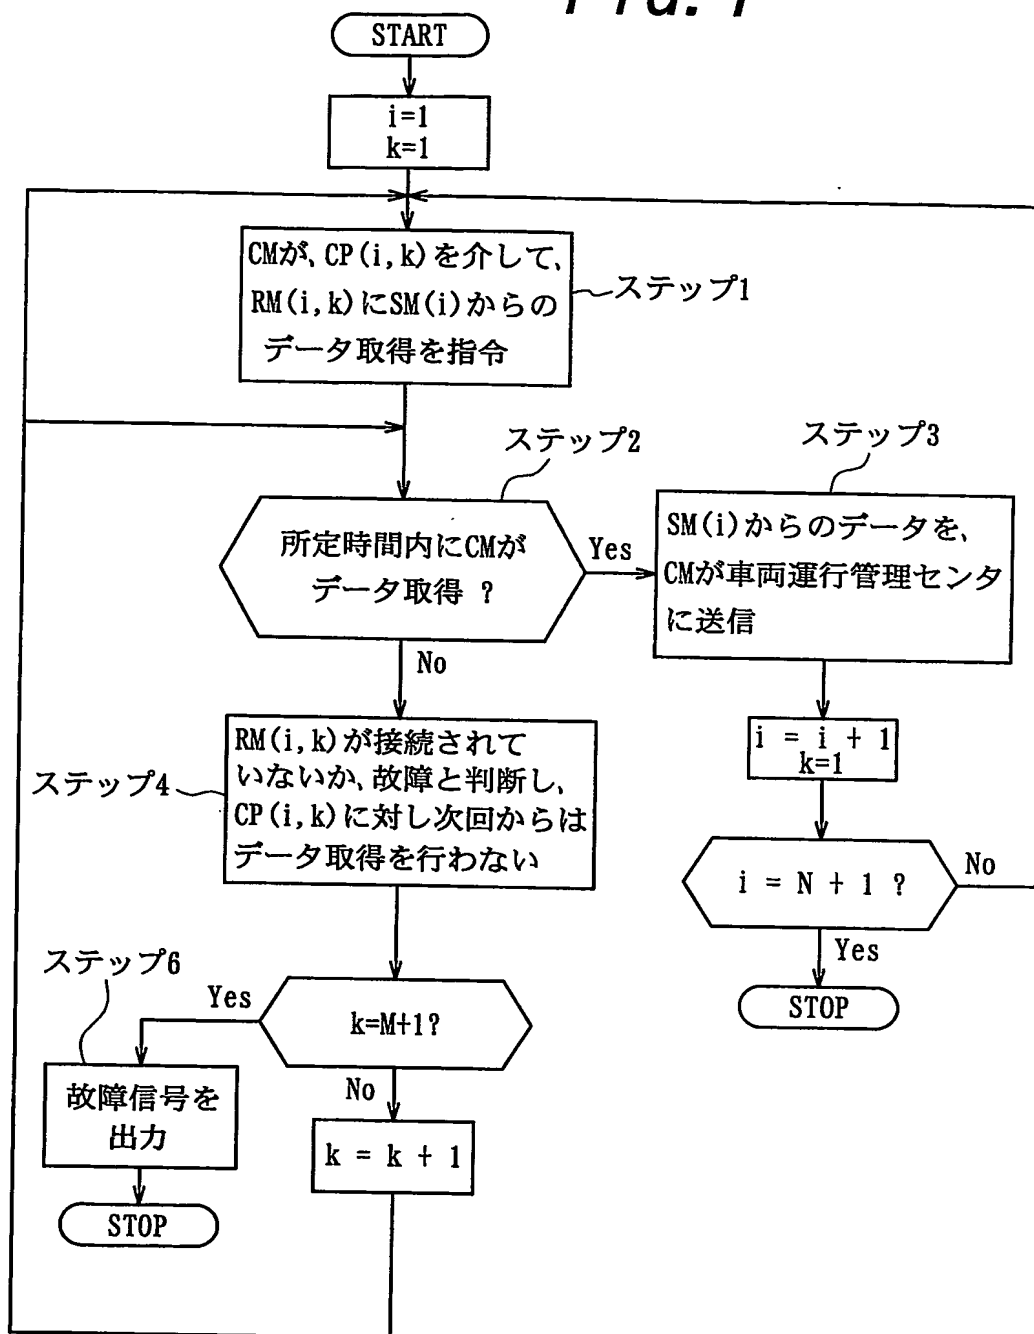 START
i=1
k=1
CMが、CP(i,k)を介して、
RM(i,k)にSM(i)からの
データ取得を指令
ステップ1
ステップ2
所定時間内にCMが
データ取得 ?
Yes
No
ステップ3
SM(i)からのデータを、
CMが車両運行管理センタ
に送信
i = i + 1
k=1
i = N + 1 ?
No
Yes
STOP
ステップ4
RM(i,k)が接続されて
いないか、故障と判断し、
CP(i,k)に対し次回からは
データ取得を行わない
k=M+1?
Yes
No
ステップ6
故障信号を
出力
STOP
k = k + 1